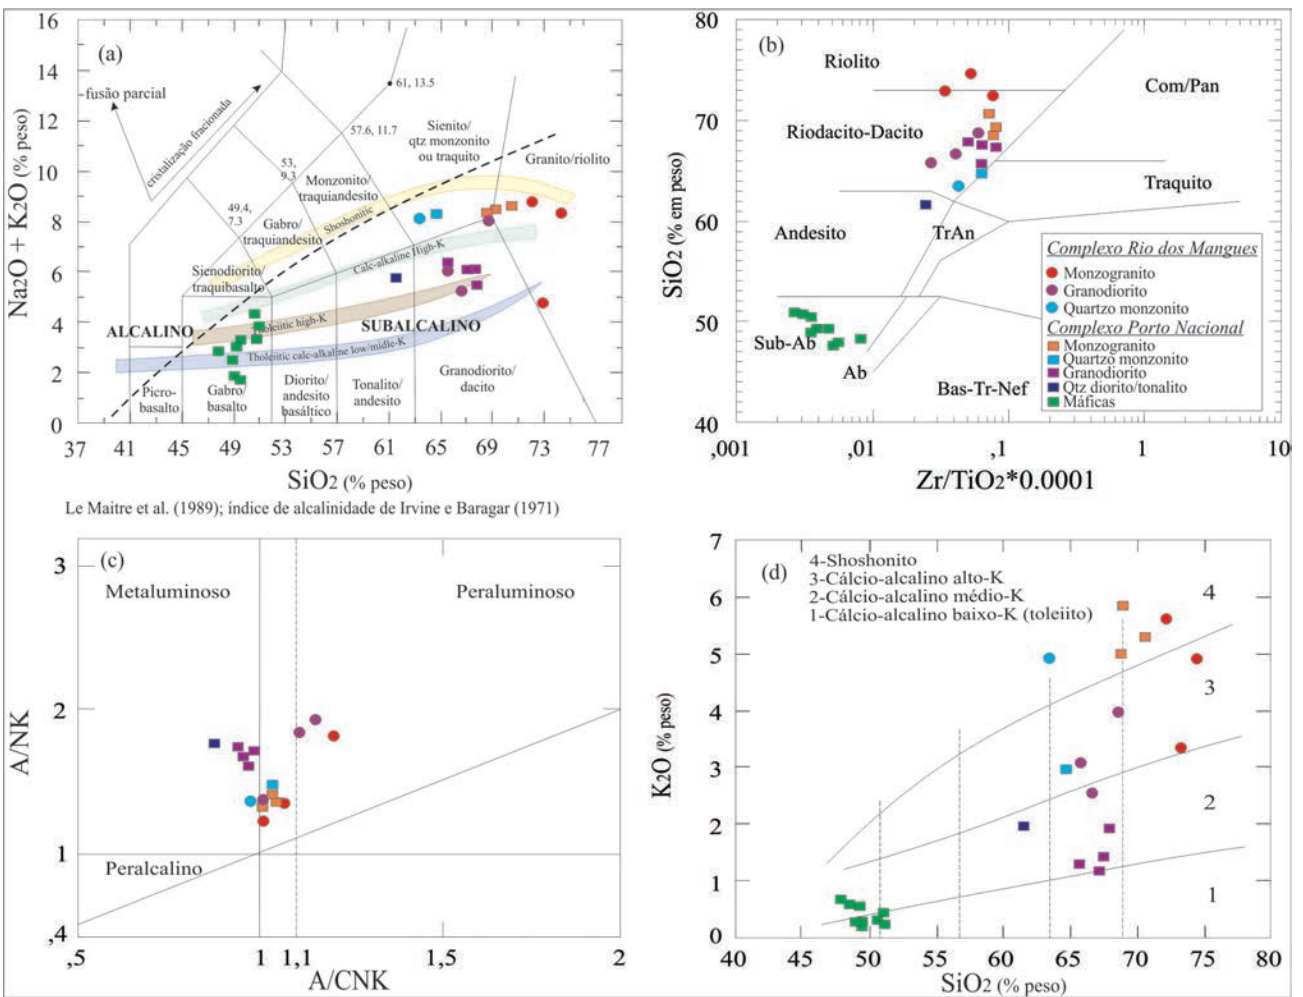 (a)
Na2O + K2O (% peso)
16
14
12
10
8
6
4
2
0
fusão parcial
cristalização fracionada
61, 13.5
57.6, 11.7
53,
9.3
49.4,
7.3
Sienito/
qtz monzonito
ou traquito
Granito/riolito
Monzonito/
traquiandesito
Gabro/
traquiandesito
Sienodiorito/
traquibasalto
Shoshonitic
Calc-alkaline High-K
Tholeiitic high-K
Tholeiitic calc-alkaline low/midle-K
ALCALINO
SUBALCALINO
Picro-
basalto
Gabro/
basalto
Diorito/
andesito
basáltico
Tonalito/
andesito
Granodiorito/
dacito
37 41 45 49 53 57 61 65 69 73 77
SiO2 (% peso)
Le Maitre et al. (1989); índice de alcalinidade de Irvine e Baragar (1971)
(b)
SiO2 (% em peso)
80
70
60
50
40
Riolito
Com/Pan
Riodacito-Dacito
Traquito
Andesito
TrAn
Sub-Ab
Ab
Bas-Tr-Nef
Complexo Rio dos Mangues
Monzogranito
Granodiorito
Quartzo monzonito
Complexo Porto Nacional
Monzogranito
Quartzo monzonito
Granodiorito
Qtz diorito/tonalito
Máficas
,001 ,01 ,1 1 10
Zr/TiO2*0.0001
(c)
A/NK
3
2
1
,4
Metaluminoso
Peraluminoso
Peralcalino
,5 1 1,1 1,5 2
A/CNK
(d)
K2O (% peso)
7
6
5
4
3
2
1
0
4-Shoshonito
3-Cálcio-alcalino alto-K
2-Cálcio-alcalino médio-K
1-Cálcio-alcalino baixo-K (toleiito)
4
3
2
1
40 45 50 55 60 65 70 75 80
SiO2 (% peso)